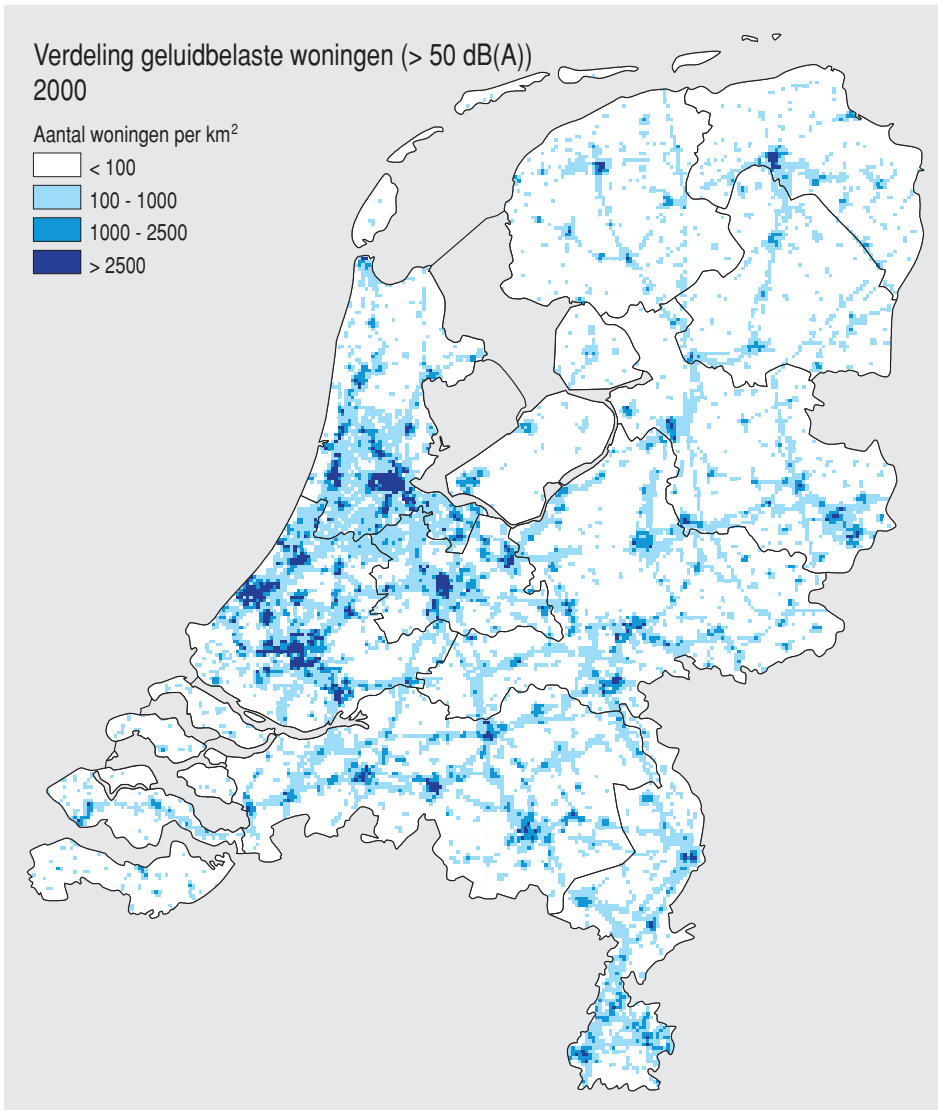 Verdeling geluidbelaste woningen (> 50 dB(A))
2000
Aantal woningen per km²
< 100
100 - 1000
1000 - 2500
> 2500